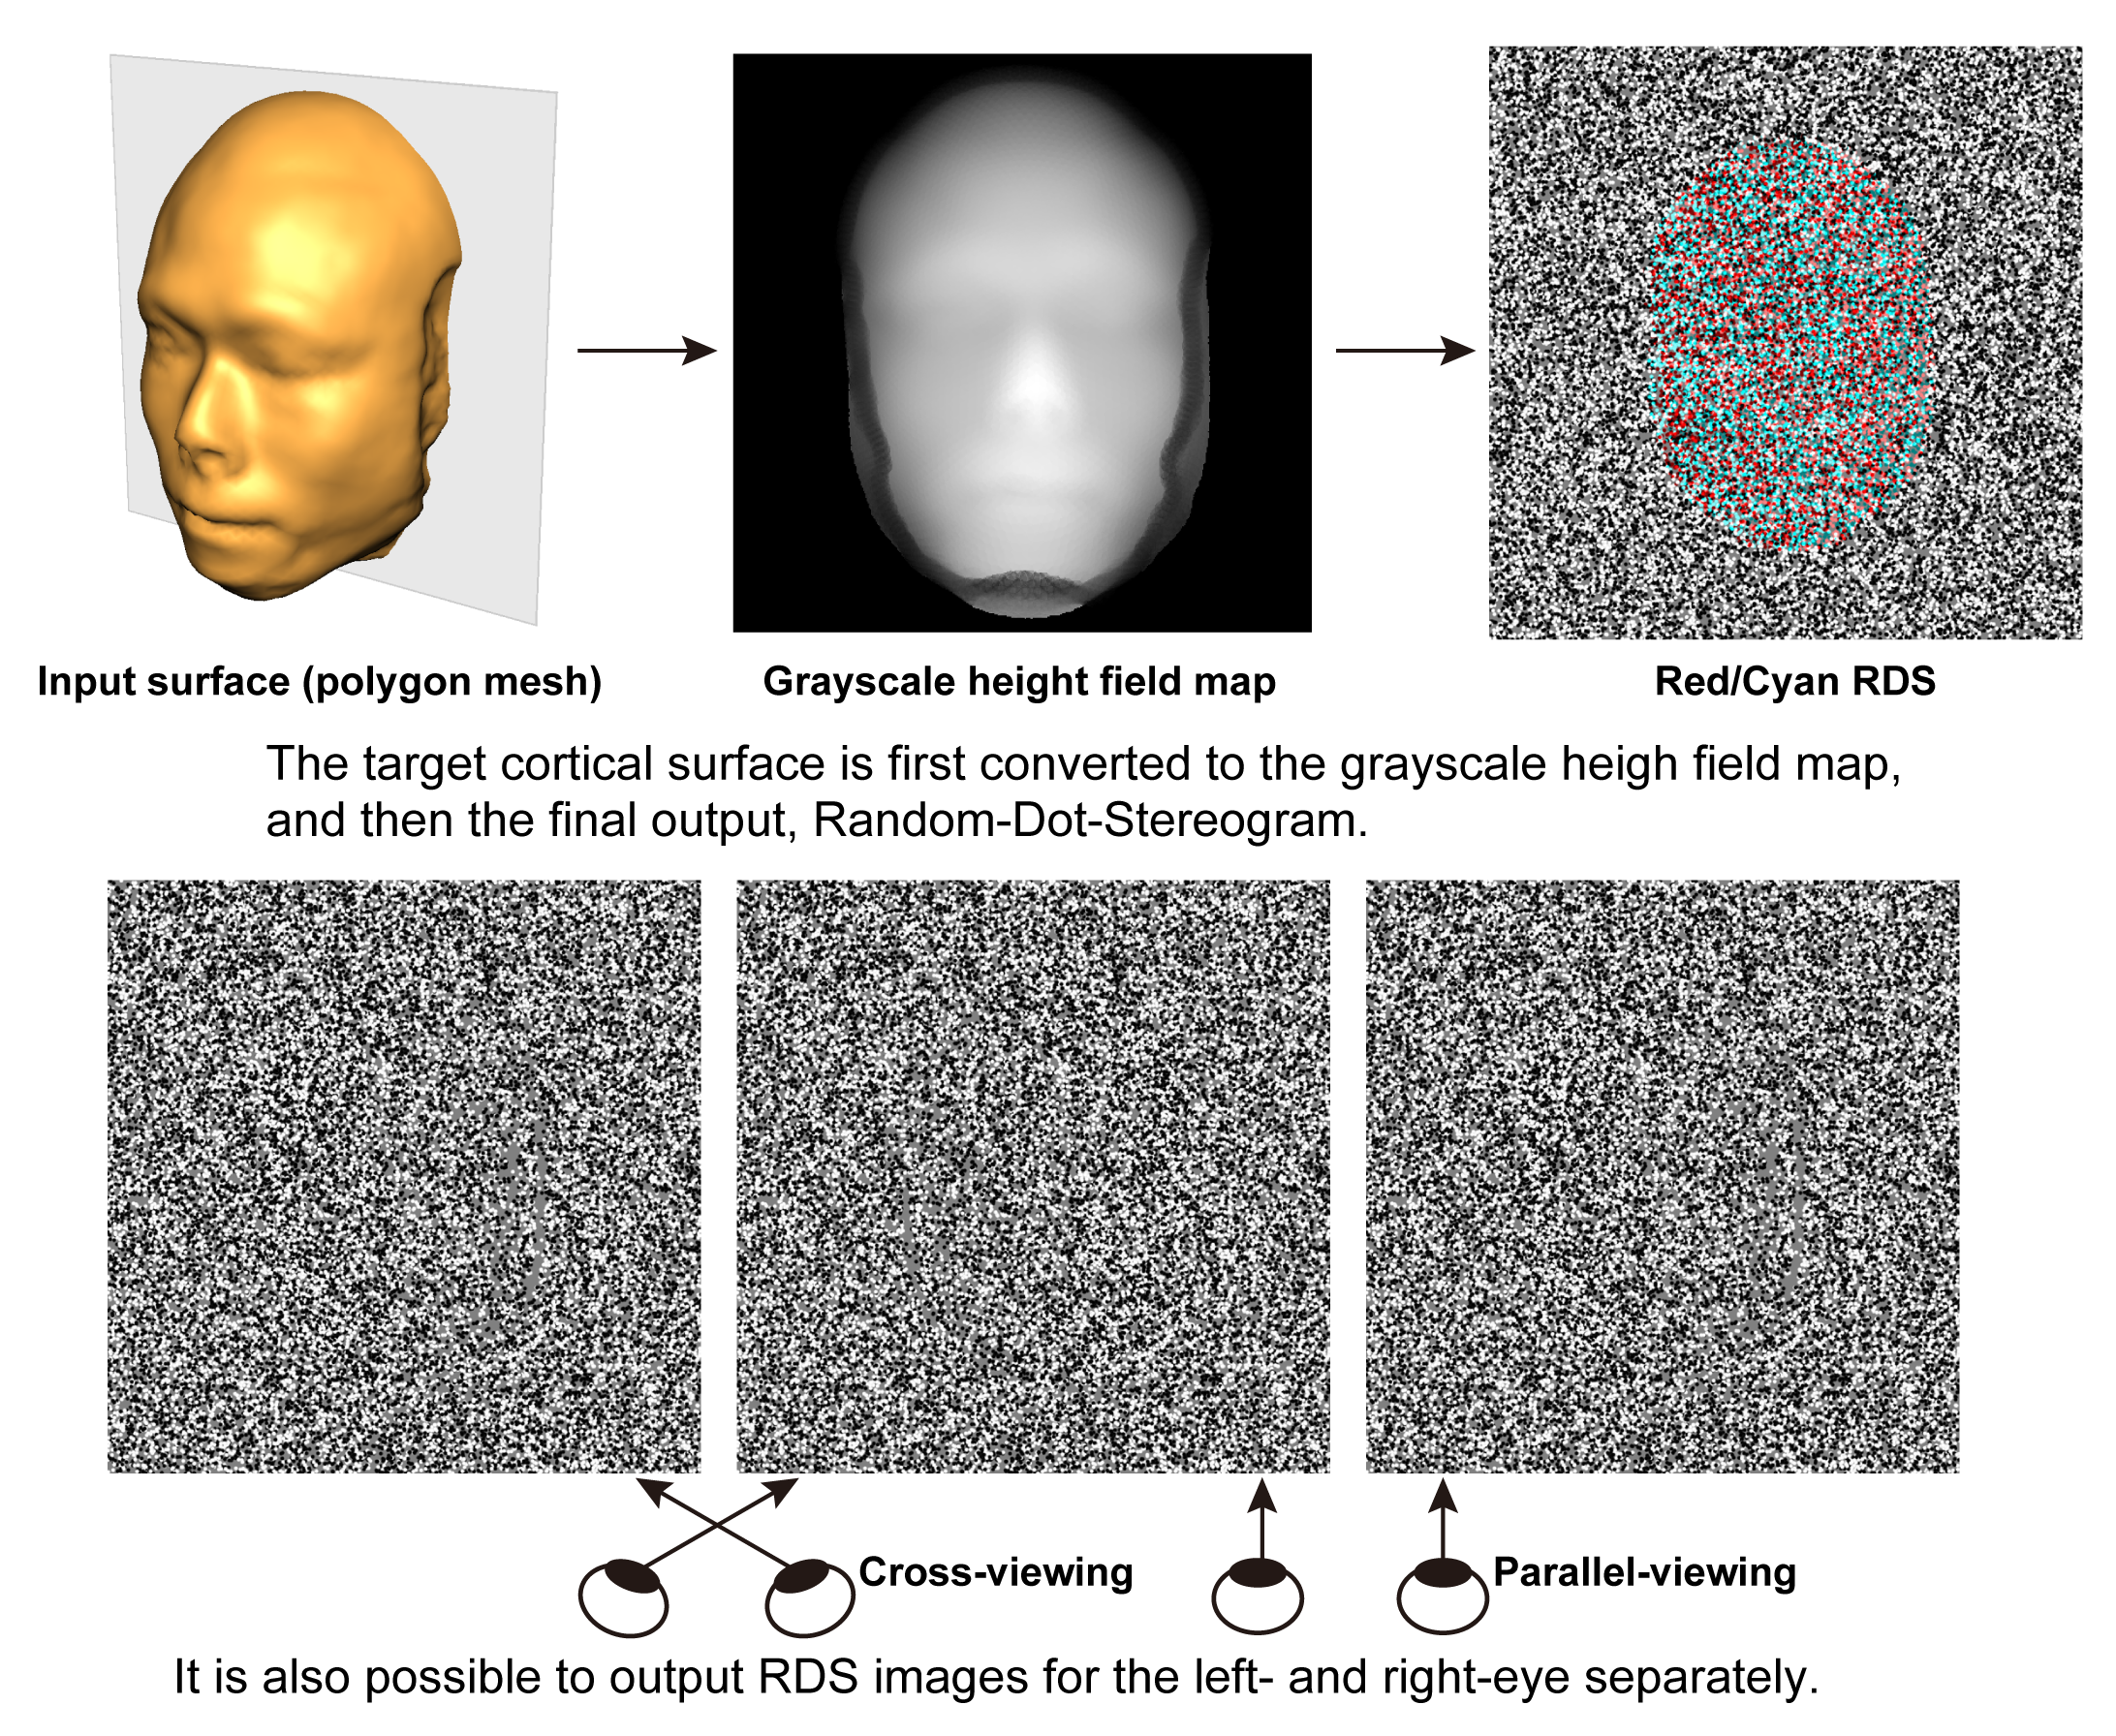 Input surface (polygon mesh)
Grayscale height field map
Red/Cyan RDS
The target cortical surface is first converted to the grayscale heigh field map,
and then the final output, Random-Dot-Stereogram.
Cross-viewing
Parallel-viewing
It is also possible to output RDS images for the left- and right-eye separately.